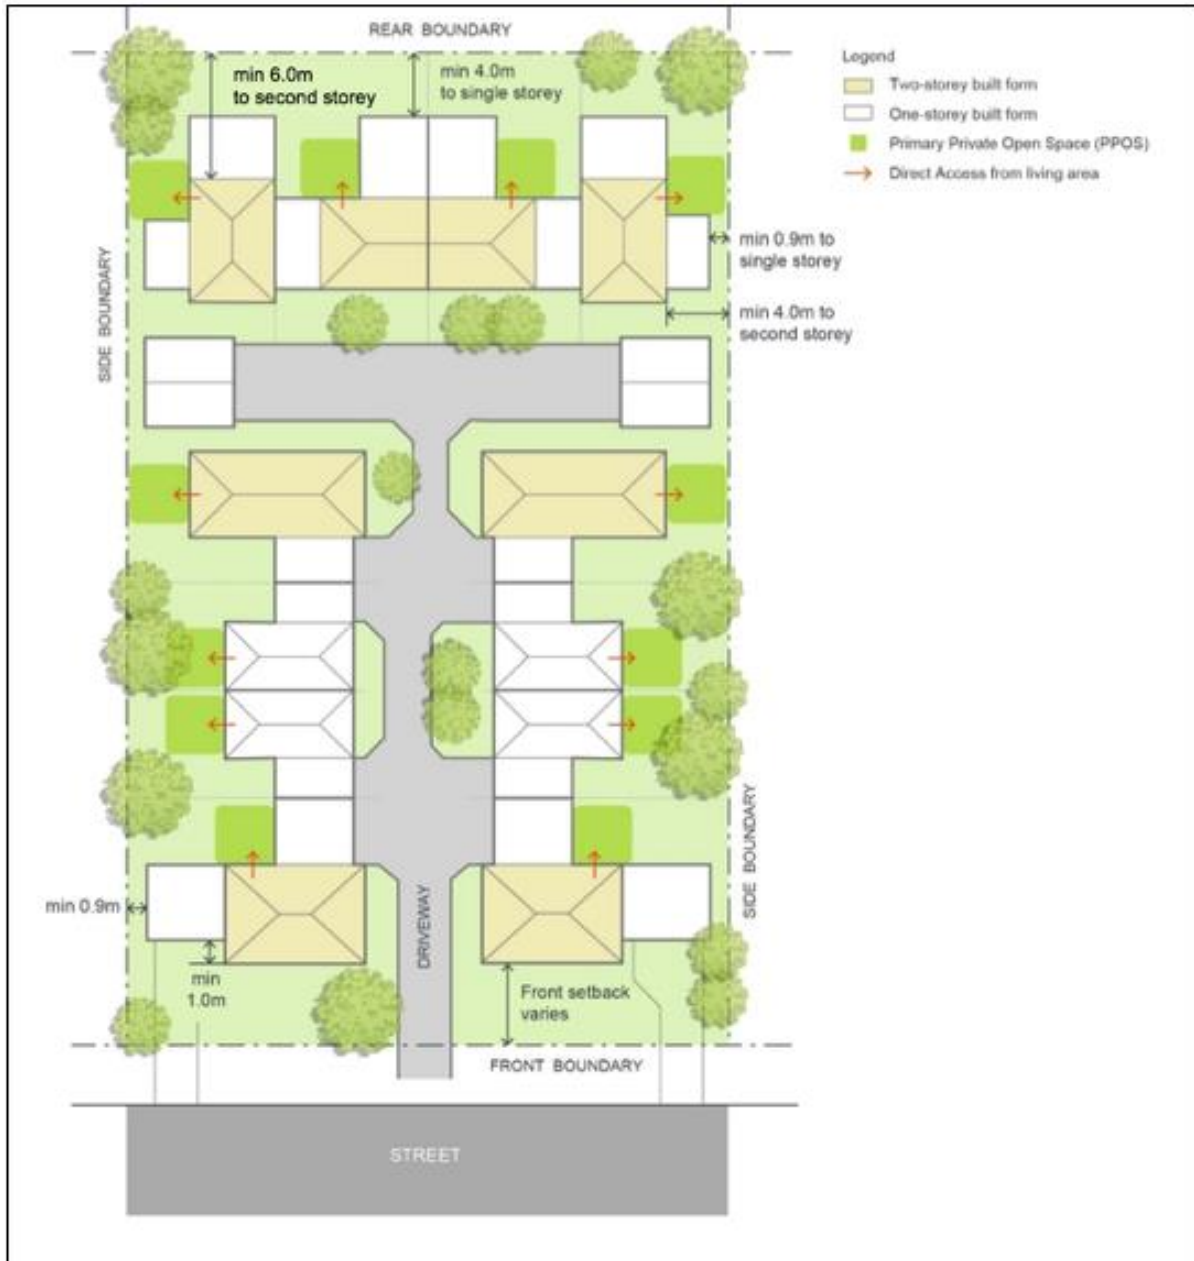 REAR BOUNDARY
min 6.0m
to second storey
min 4.0m
to single storey
Legend
Two-storey built form
One-storey built form
Primary Private Open Space (PPOS)
Direct Access from living area
SIDE BOUNDARY
min 0.9m to
single storey
min 4.0m to
second storey
SIDE BOUNDARY
min 0.9m
min
1.0m
DRIVEWAY
Front setback
varies
FRONT BOUNDARY
STREET